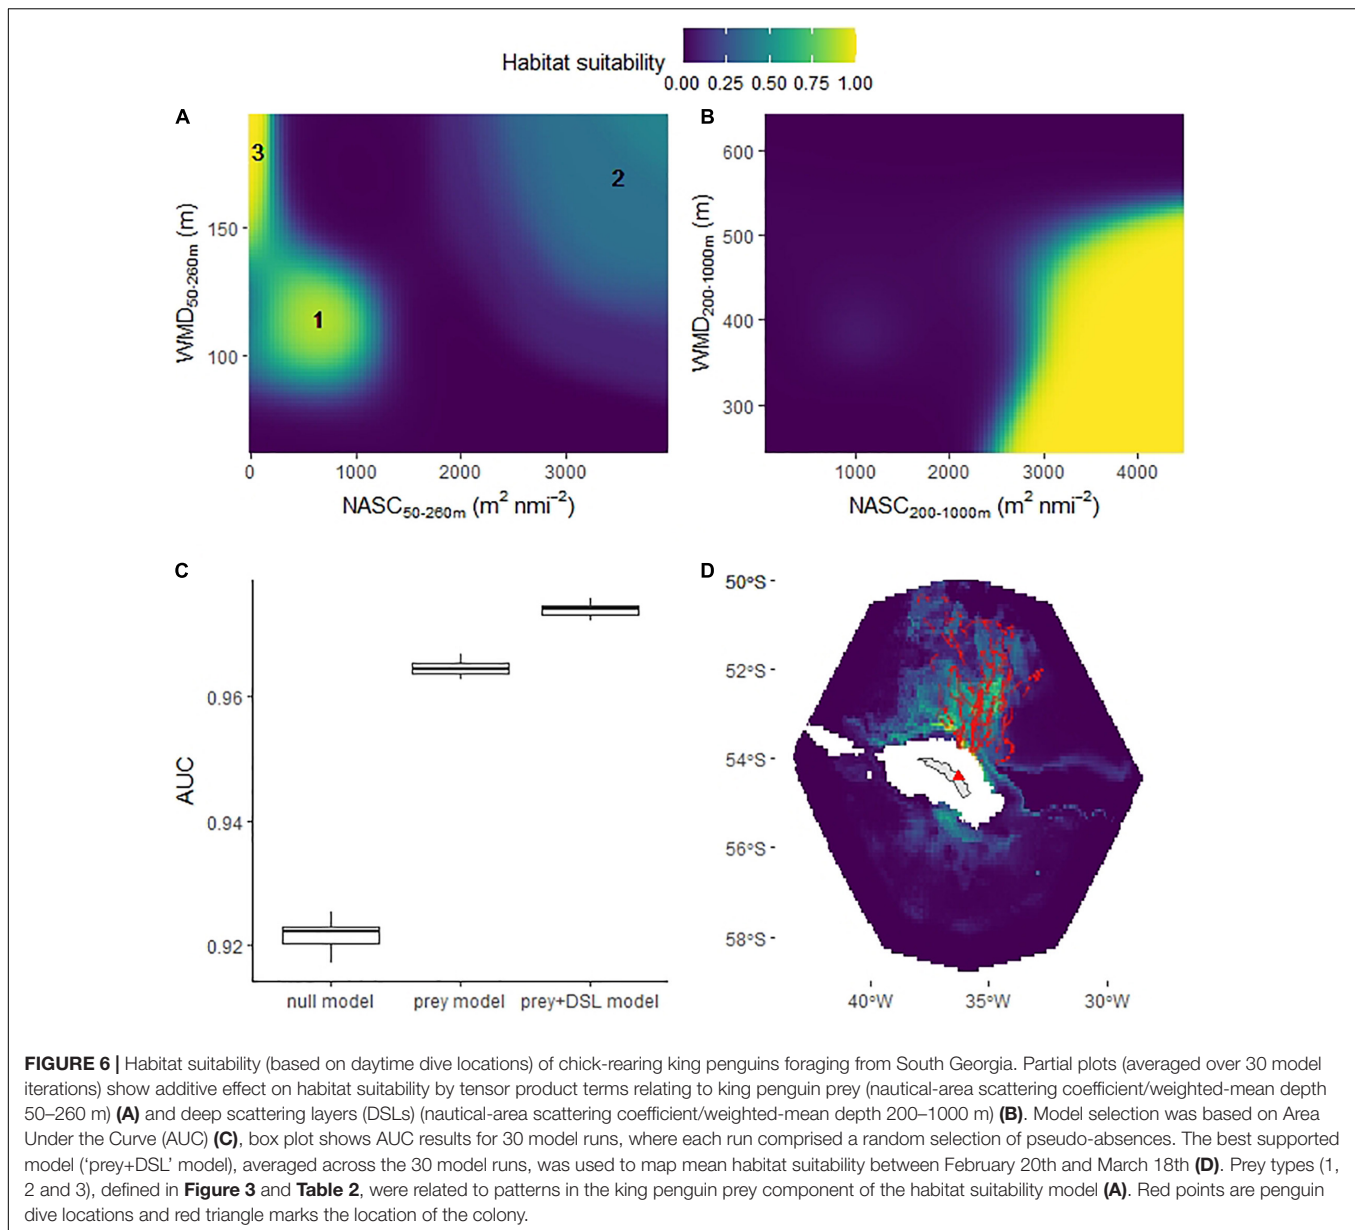 Habitat suitability
0.00 0.25 0.50 0.75 1.00
A
3
2
1
150
100
WMD50-260m (m)
0 1000 2000 3000
NASC50-260m (m² nmi⁻²)
B
600
500
400
300
WMD200-1000m (m)
1000 2000 3000 4000
NASC200-1000m (m² nmi⁻²)
C
0.96
0.94
0.92
AUC
null model prey model prey+DSL model
D
50°S
52°S
54°S
56°S
58°S
40°W 35°W 30°W
FIGURE 6 | Habitat suitability (based on daytime dive locations) of chick-rearing king penguins foraging from South Georgia. Partial plots (averaged over 30 model
iterations) show additive effect on habitat suitability by tensor product terms relating to king penguin prey (nautical-area scattering coefficient/weighted-mean depth
50–260 m) (A) and deep scattering layers (DSLs) (nautical-area scattering coefficient/weighted-mean depth 200–1000 m) (B). Model selection was based on Area
Under the Curve (AUC) (C), box plot shows AUC results for 30 model runs, where each run comprised a random selection of pseudo-absences. The best supported
model (‘prey+DSL’ model), averaged across the 30 model runs, was used to map mean habitat suitability between February 20th and March 18th (D). Prey types (1,
2 and 3), defined in Figure 3 and Table 2, were related to patterns in the king penguin prey component of the habitat suitability model (A). Red points are penguin
dive locations and red triangle marks the location of the colony.